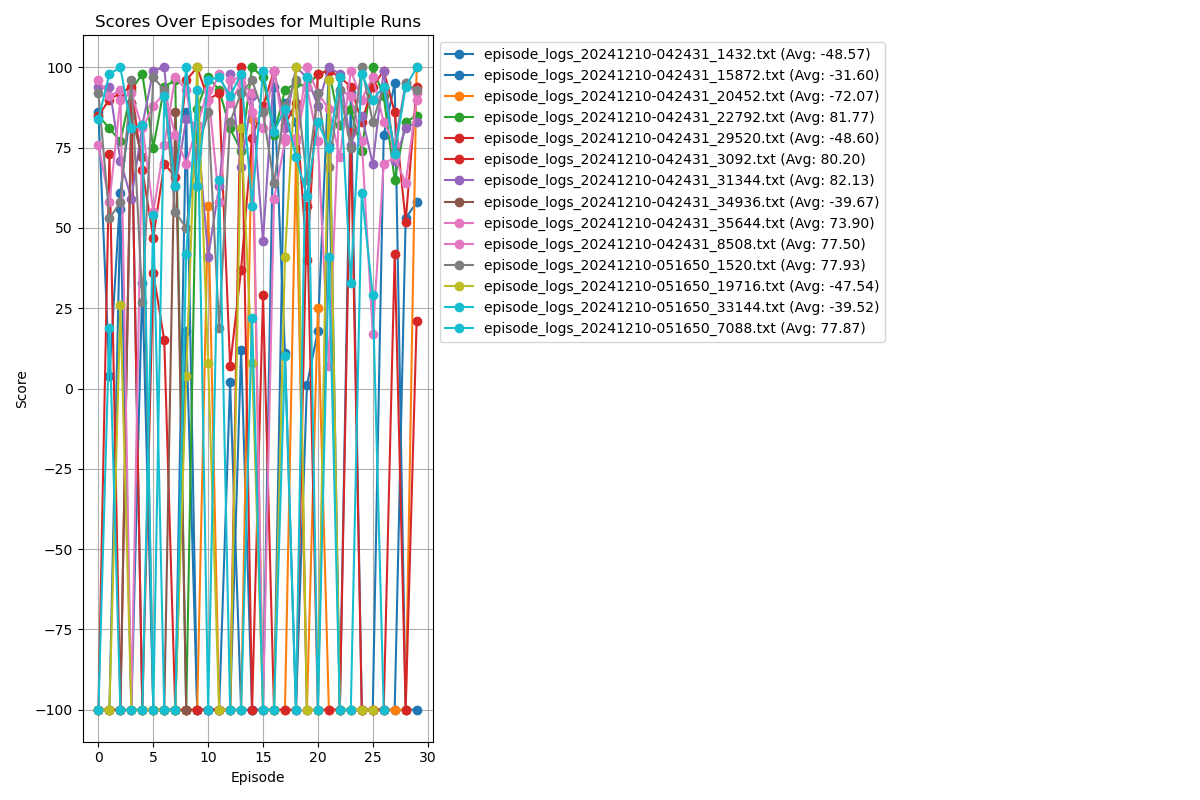 Scores Over Episodes for Multiple Runs
episode_logs_20241210-042431_1432.txt (Avg: -48.57)
episode_logs_20241210-042431_15872.txt (Avg: -31.60)
episode_logs_20241210-042431_20452.txt (Avg: -72.07)
episode_logs_20241210-042431_22792.txt (Avg: 81.77)
episode_logs_20241210-042431_29520.txt (Avg: -48.60)
episode_logs_20241210-042431_3092.txt (Avg: 80.20)
episode_logs_20241210-042431_31344.txt (Avg: 82.13)
episode_logs_20241210-042431_34936.txt (Avg: -39.67)
episode_logs_20241210-042431_35644.txt (Avg: 73.90)
episode_logs_20241210-042431_8508.txt (Avg: 77.50)
episode_logs_20241210-051650_1520.txt (Avg: 77.93)
episode_logs_20241210-051650_19716.txt (Avg: -47.54)
episode_logs_20241210-051650_33144.txt (Avg: -39.52)
episode_logs_20241210-051650_7088.txt (Avg: 77.87)
100
75
50
25
0
−25
−50
−75
−100
Score
0 5 10 15 20 25 30
Episode